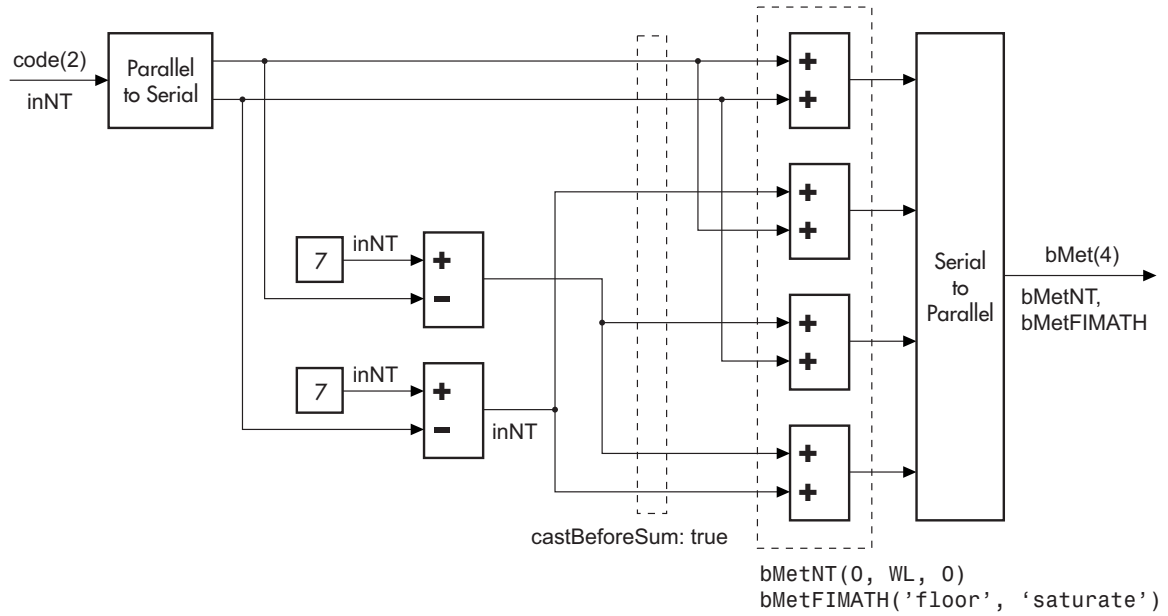 code(2)
inNT
Parallel
to Serial
+
+
+
+
7
inNT
+
−
7
inNT
+
−
inNT
+
+
+
+
Serial
to
Parallel
bMet(4)
bMetNT,
bMetFIMATH
castBeforeSum: true
bMetNT(0, WL, 0)
bMetFIMATH('floor', ‘saturate’)